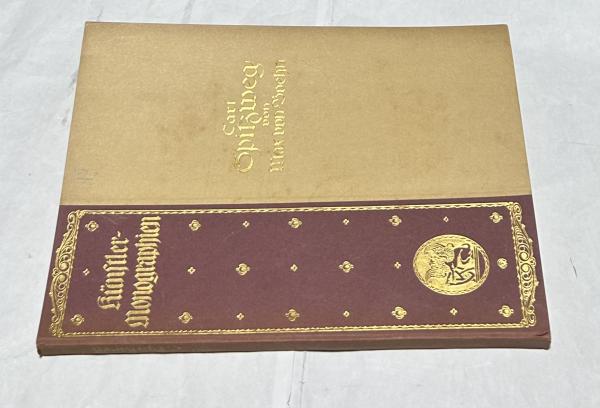 Carl
Spitzweg
von
Max von Boehn
Künstler-
Monographien